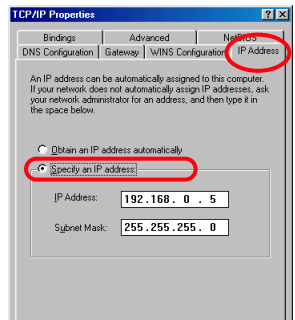 TCP/IP Properties
Bindings Advanced NetBIOS
DNS Configuration Gateway WINS Configuration IP Address
An IP address can be automatically assigned to this computer.
If your network does not automatically assign IP addresses, ask
your network administrator for an address, and then type it in
the space below.
Obtain an IP address automatically
Specify an IP address:
IP Address: 192.168. 0 . 5
Subnet Mask: 255.255.255. 0